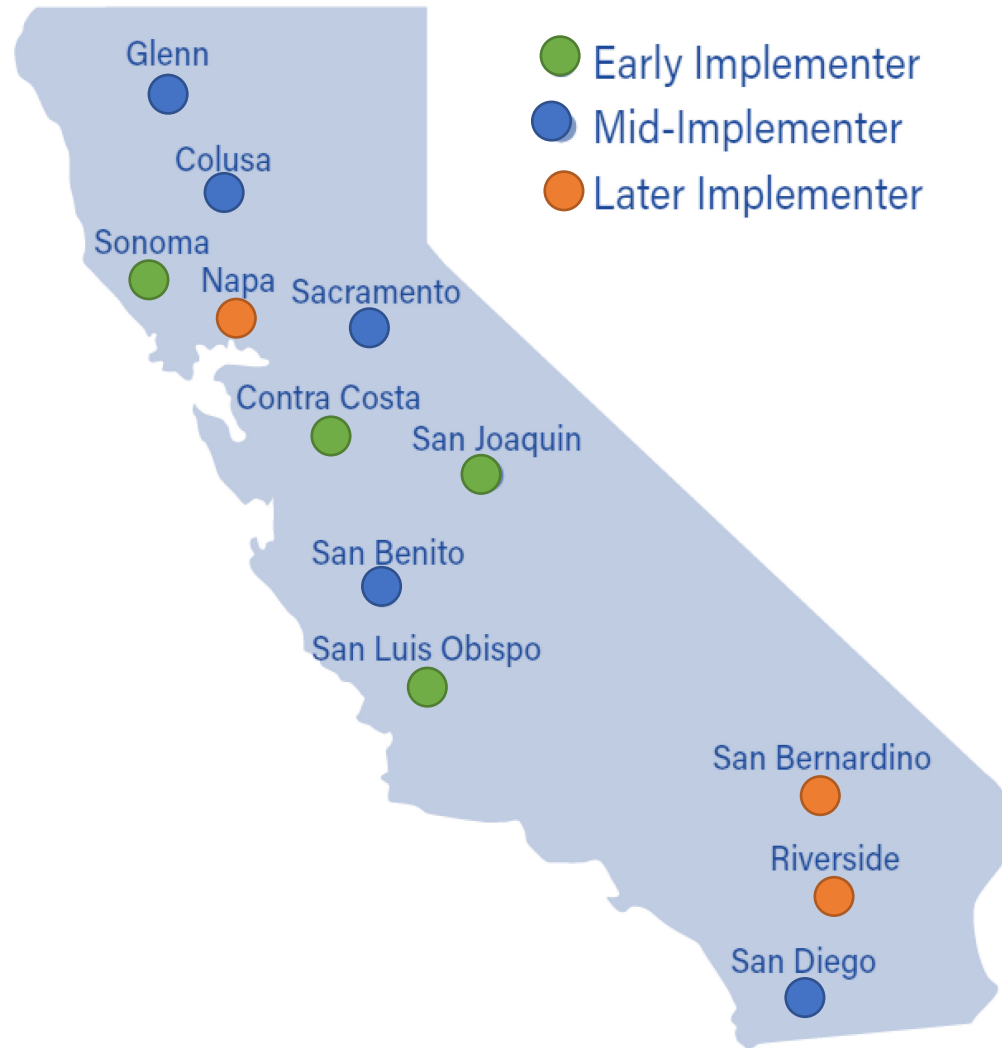 Glenn
Early Implementer
Mid-Implementer
Colusa
Later Implementer
Sonoma
Napa
Sacramento
Contra Costa
San Joaquin
San Benito
San Luis Obispo
San Bernardino
Riverside
San Diego